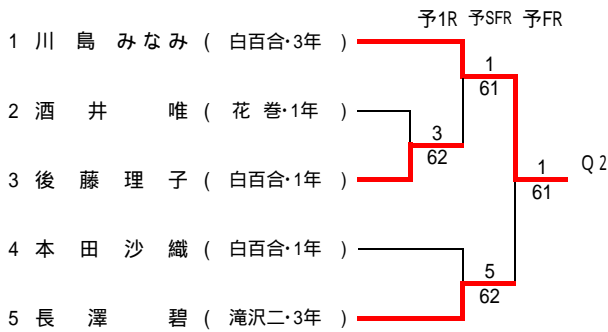 予1R 予SFR 予FR
1 川島 みなみ ( 白百合・3年 )
1
61
2 酒井 唯 ( 花巻・1年 )
3
62
1
61
Q2
3 後藤 理子 ( 白百合・1年 )
4 本田 沙織 ( 白百合・1年 )
5
62
5 長澤 碧 ( 滝沢二・3年 )